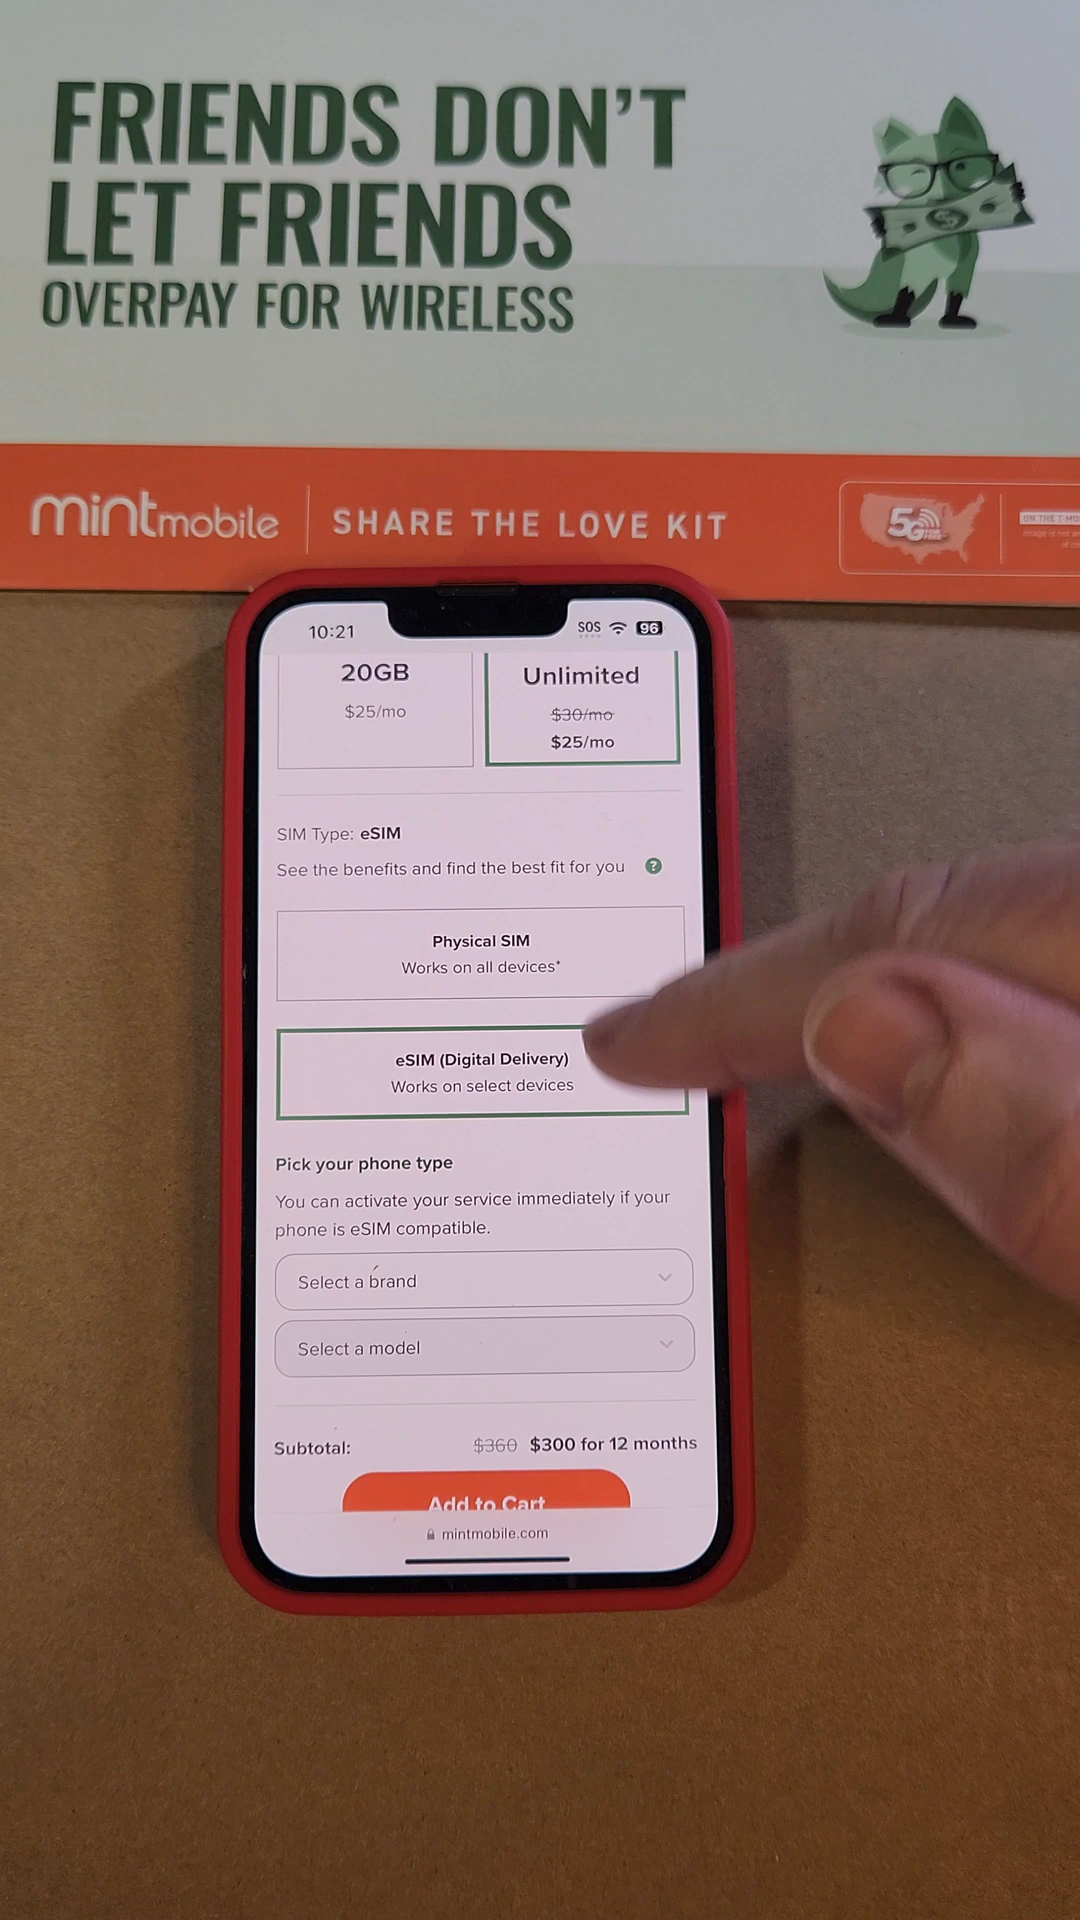 FRIENDS DON'T
LET FRIENDS
OVERPAY FOR WIRELESS
mintmobile
SHARE THE LOVE KIT
5G
ON THE T-MO
10:21
SOS
96
20GB
$25/mo
Unlimited
$30/mo
$25/mo
SIM Type: eSIM
See the benefits and find the best fit for you ?
Physical SIM
Works on all devices*
eSIM (Digital Delivery)
Works on select devices
Pick your phone type
You can activate your service immediately if your
phone is eSIM compatible.
Select a brand
Select a model
Subtotal:
$360 $300 for 12 months
Add to Cart
mintmobile.com